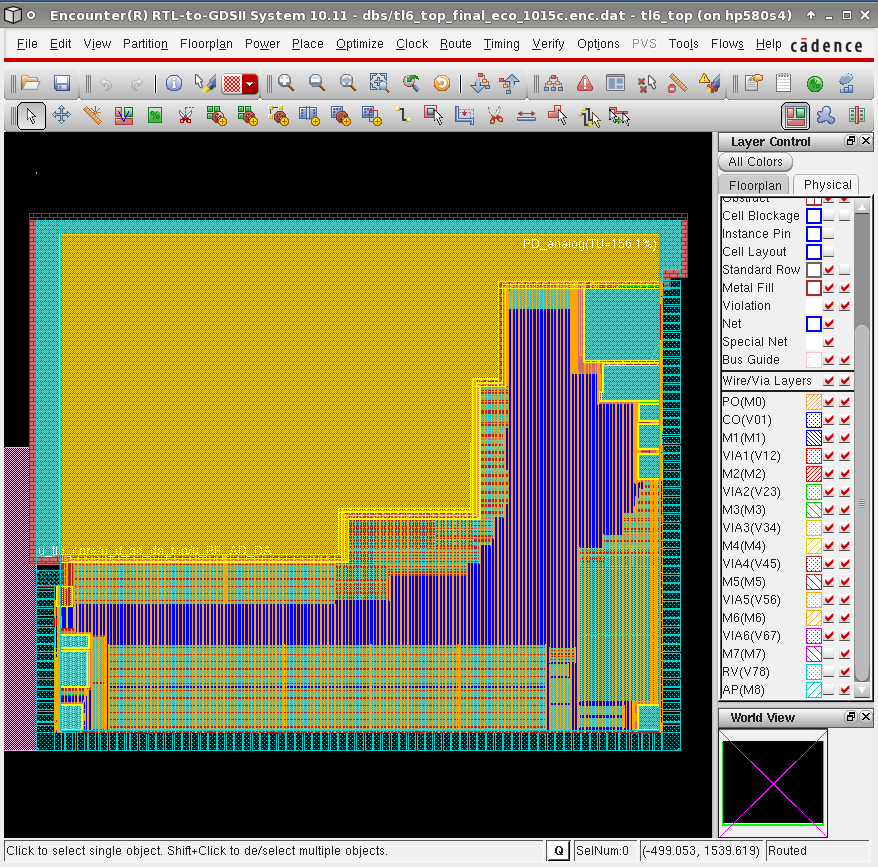 Encounter(R) RTL-to-GDSII System 10.11 - dbs/tl6_top_final_eco_1015c.enc.dat - tl6_top (on hp580s4)
File Edit View Partition Floorplan Power Place Optimize Clock Route Timing Verify Options PVS Tools Flows Help cādence
Layer Control
All Colors
Floorplan Physical
Obstruct
Cell Blockage
Instance Pin
Cell Layout
Standard Row
Metal Fill
Violation
Net
Special Net
Bus Guide
Wire/Via Layers
PO(M0)
CO(V01)
M1(M1)
VIA1(V12)
M2(M2)
VIA2(V23)
M3(M3)
VIA3(V34)
M4(M4)
VIA4(V45)
M5(M5)
VIA5(V56)
M6(M6)
VIA6(V67)
M7(M7)
RV(V78)
AP(M8)
PD_analog(TU=156.1%)
World View
Click to select single object. Shift+Click to de/select multiple objects.
Q
SelNum:0
(-499.053, 1539.619)
Routed